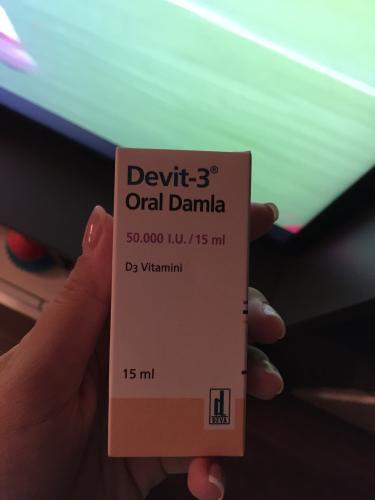 Devit-3®
Oral Damla
50.000 I.U./15 ml
D3 Vitamini
15 ml
DEVA